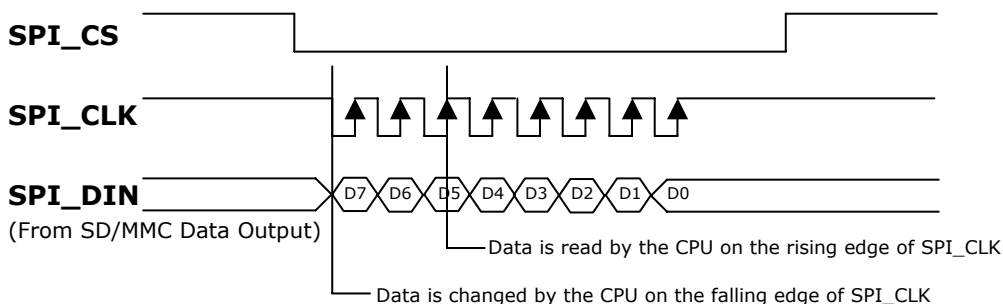 SPI_CS
SPI_CLK
SPI_DIN
D7 D6 D5 D4 D3 D2 D1 D0
(From SD/MMC Data Output)
Data is read by the CPU on the rising edge of SPI_CLK
Data is changed by the CPU on the falling edge of SPI_CLK